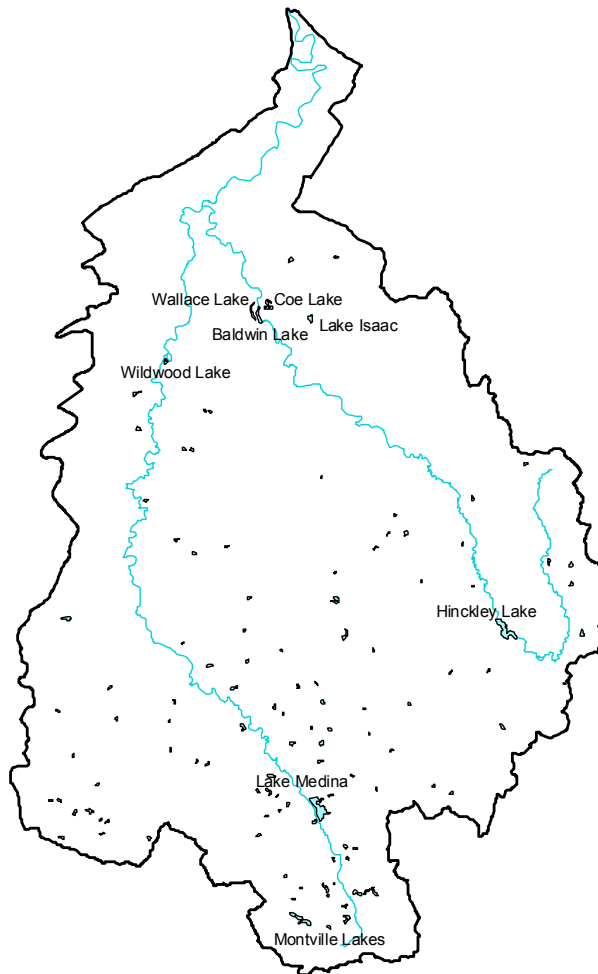 Wallace Lake
Coe Lake
Lake Isaac
Baldwin Lake
Wildwood Lake
Hinckley Lake
Lake Medina
Montville Lakes